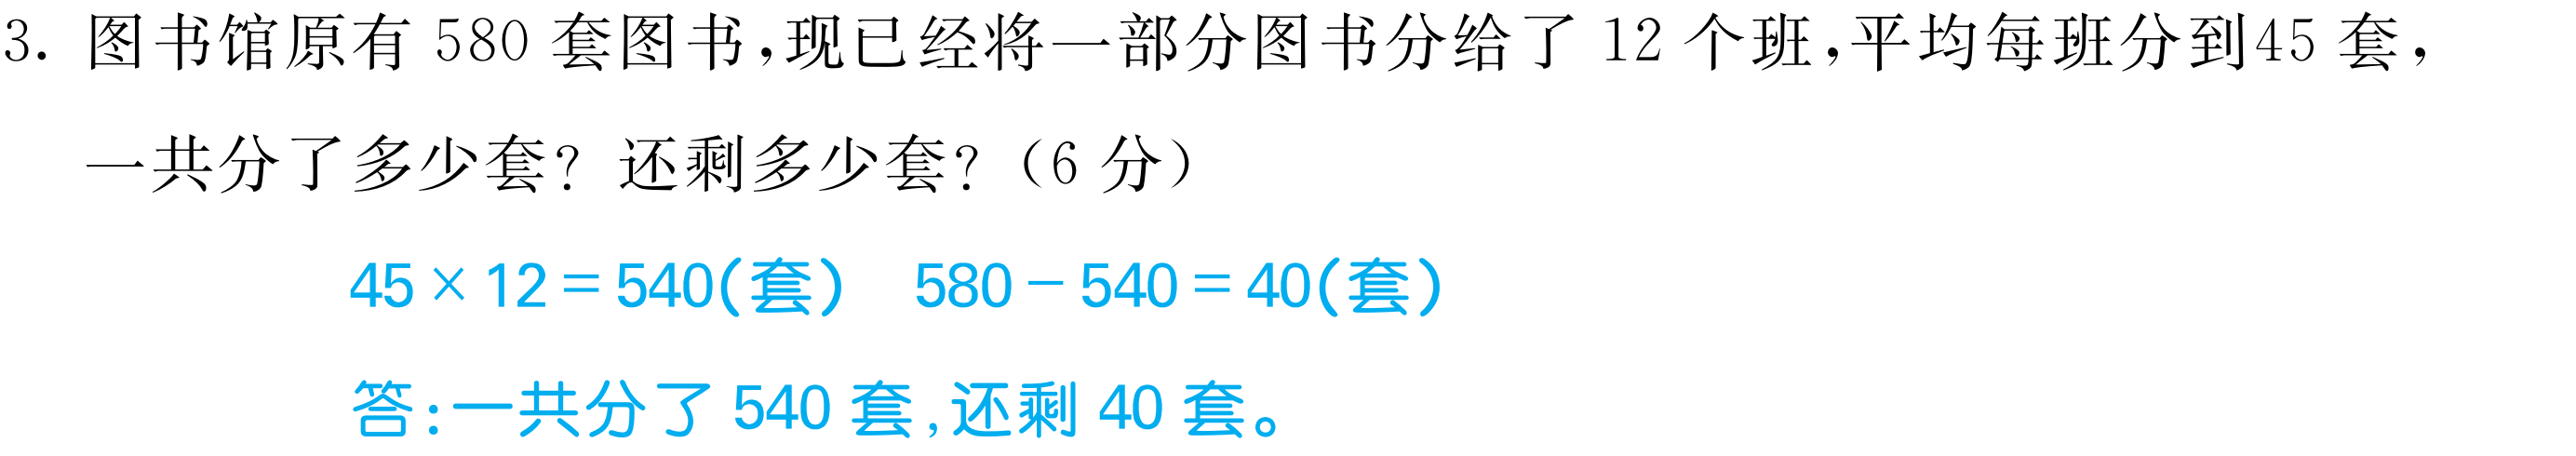 3. 图书馆原有 580 套图书,现已经将一部分图书分给了 12 个班,平均每班分到45 套,
一共分了多少套? 还剩多少套?(6 分)
45 × 12 = 540(套) 580 - 540 = 40(套)
答:一共分了 540 套,还剩 40 套。